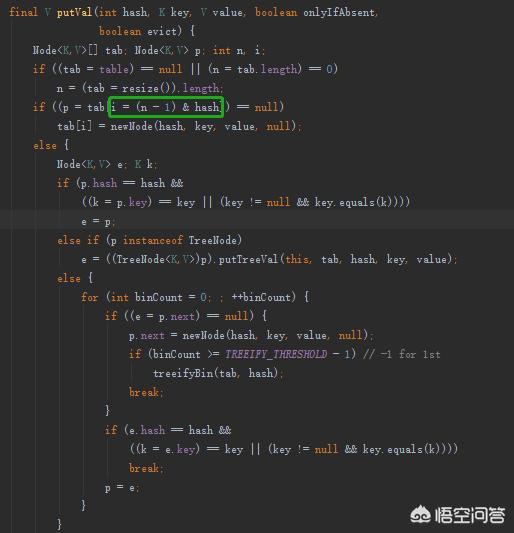 final V putVal(int hash, K key, V value, boolean onlyIfAbsent,
boolean evict) {
Node<K,V>[] tab; Node<K,V> p; int n, i;
if ((tab = table) == null || (n = tab.length) == 0)
n = (tab = resize()).length;
if ((p = tab[i = (n - 1) & hash]) == null)
tab[i] = newNode(hash, key, value, null);
else {
Node<K,V> e; K k;
if (p.hash == hash &&
((k = p.key) == key || (key != null && key.equals(k))))
e = p;
else if (p instanceof TreeNode)
e = ((TreeNode<K,V>)p).putTreeVal(this, tab, hash, key, value);
else {
for (int binCount = 0; ; ++binCount) {
if ((e = p.next) == null) {
p.next = newNode(hash, key, value, null);
if (binCount >= TREEIFY_THRESHOLD - 1) // -1 for 1st
treeifyBin(tab, hash);
break;
}
if (e.hash == hash &&
((k = e.key) == key || (key != null && key.equals(k))))
break;
p = e;
}
}
悟空问答